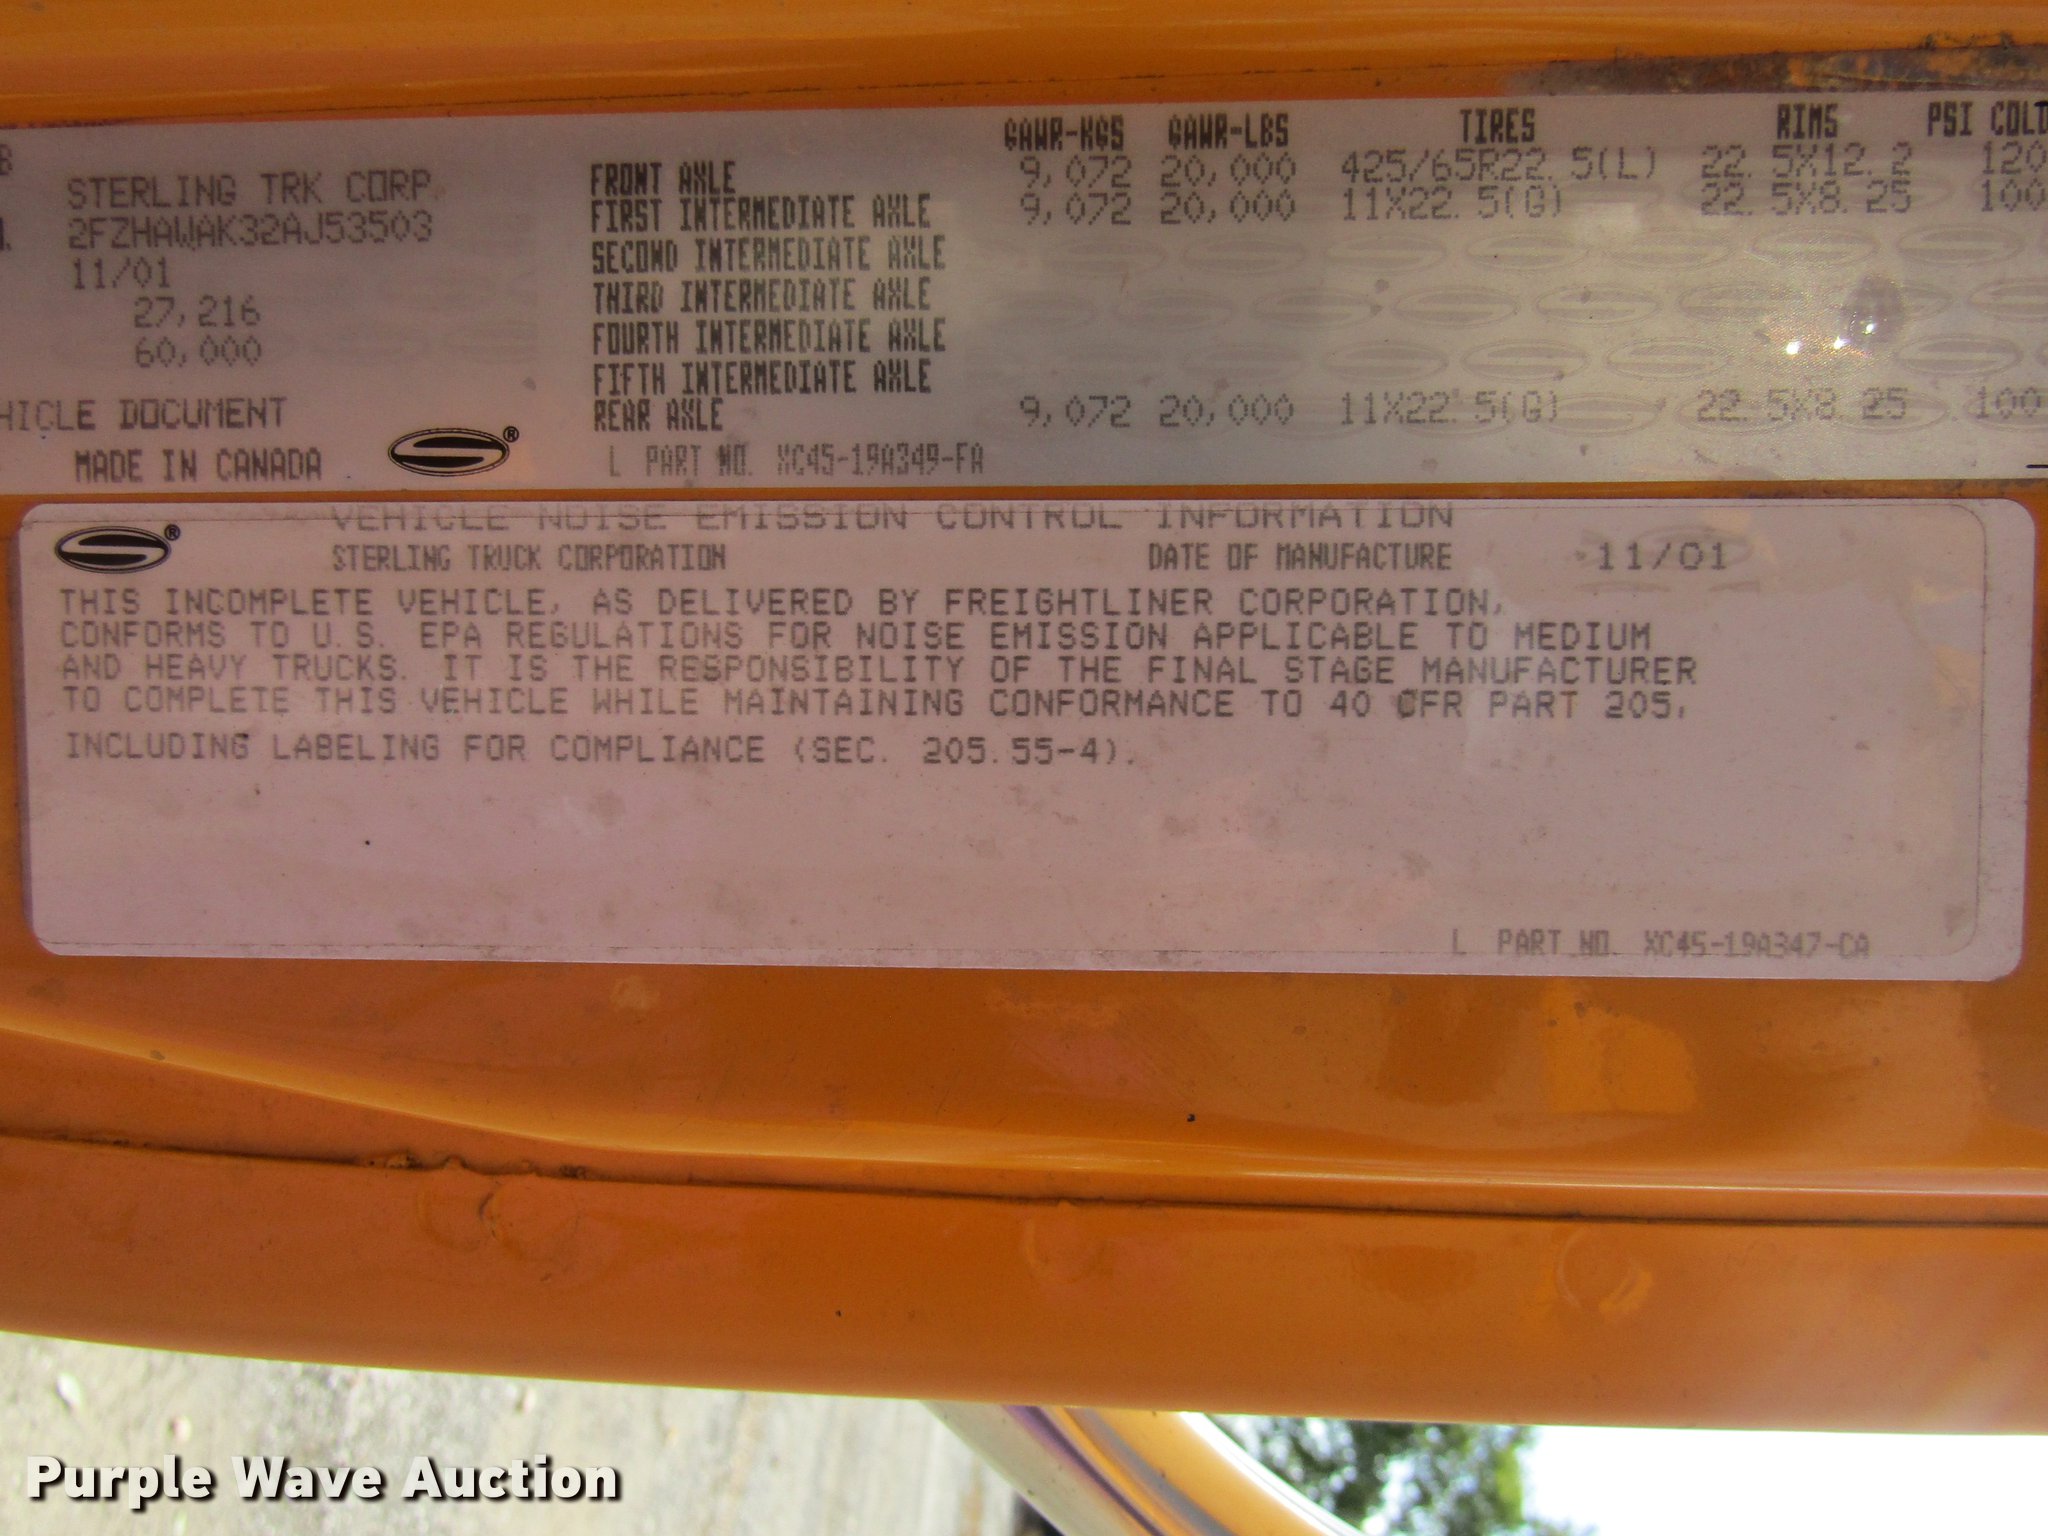 GAWR-KGS GAWR-LBS TIRES RIMS PSI COLD
STERLING TRK CORP.
2FZHAWAK32AJ53503
11/01
27,216
60,000
HICLE DOCUMENT
MADE IN CANADA ®
FRONT AXLE 9,072 20,000 425/65R22.5(L) 22.5X12.2 120
FIRST INTERMEDIATE AXLE 9,072 20,000 11X22.5(G) 22.5X8.25 100
SECOND INTERMEDIATE AXLE
THIRD INTERMEDIATE AXLE
FOURTH INTERMEDIATE AXLE
FIFTH INTERMEDIATE AXLE
REAR AXLE 9,072 20,000 11X22.5(G) 22.5X8.25 100
L PART NO. XC45-19A349-FA
VEHICLE NOISE EMISSION CONTROL INFORMATION
® STERLING TRUCK CORPORATION DATE OF MANUFACTURE 11/01
THIS INCOMPLETE VEHICLE, AS DELIVERED BY FREIGHTLINER CORPORATION,
CONFORMS TO U.S. EPA REGULATIONS FOR NOISE EMISSION APPLICABLE TO MEDIUM
AND HEAVY TRUCKS. IT IS THE RESPONSIBILITY OF THE FINAL STAGE MANUFACTURER
TO COMPLETE THIS VEHICLE WHILE MAINTAINING CONFORMANCE TO 40 CFR PART 205,
INCLUDING LABELING FOR COMPLIANCE (SEC. 205.55-4).
L PART NO. XC45-19A347-CA
Purple Wave Auction